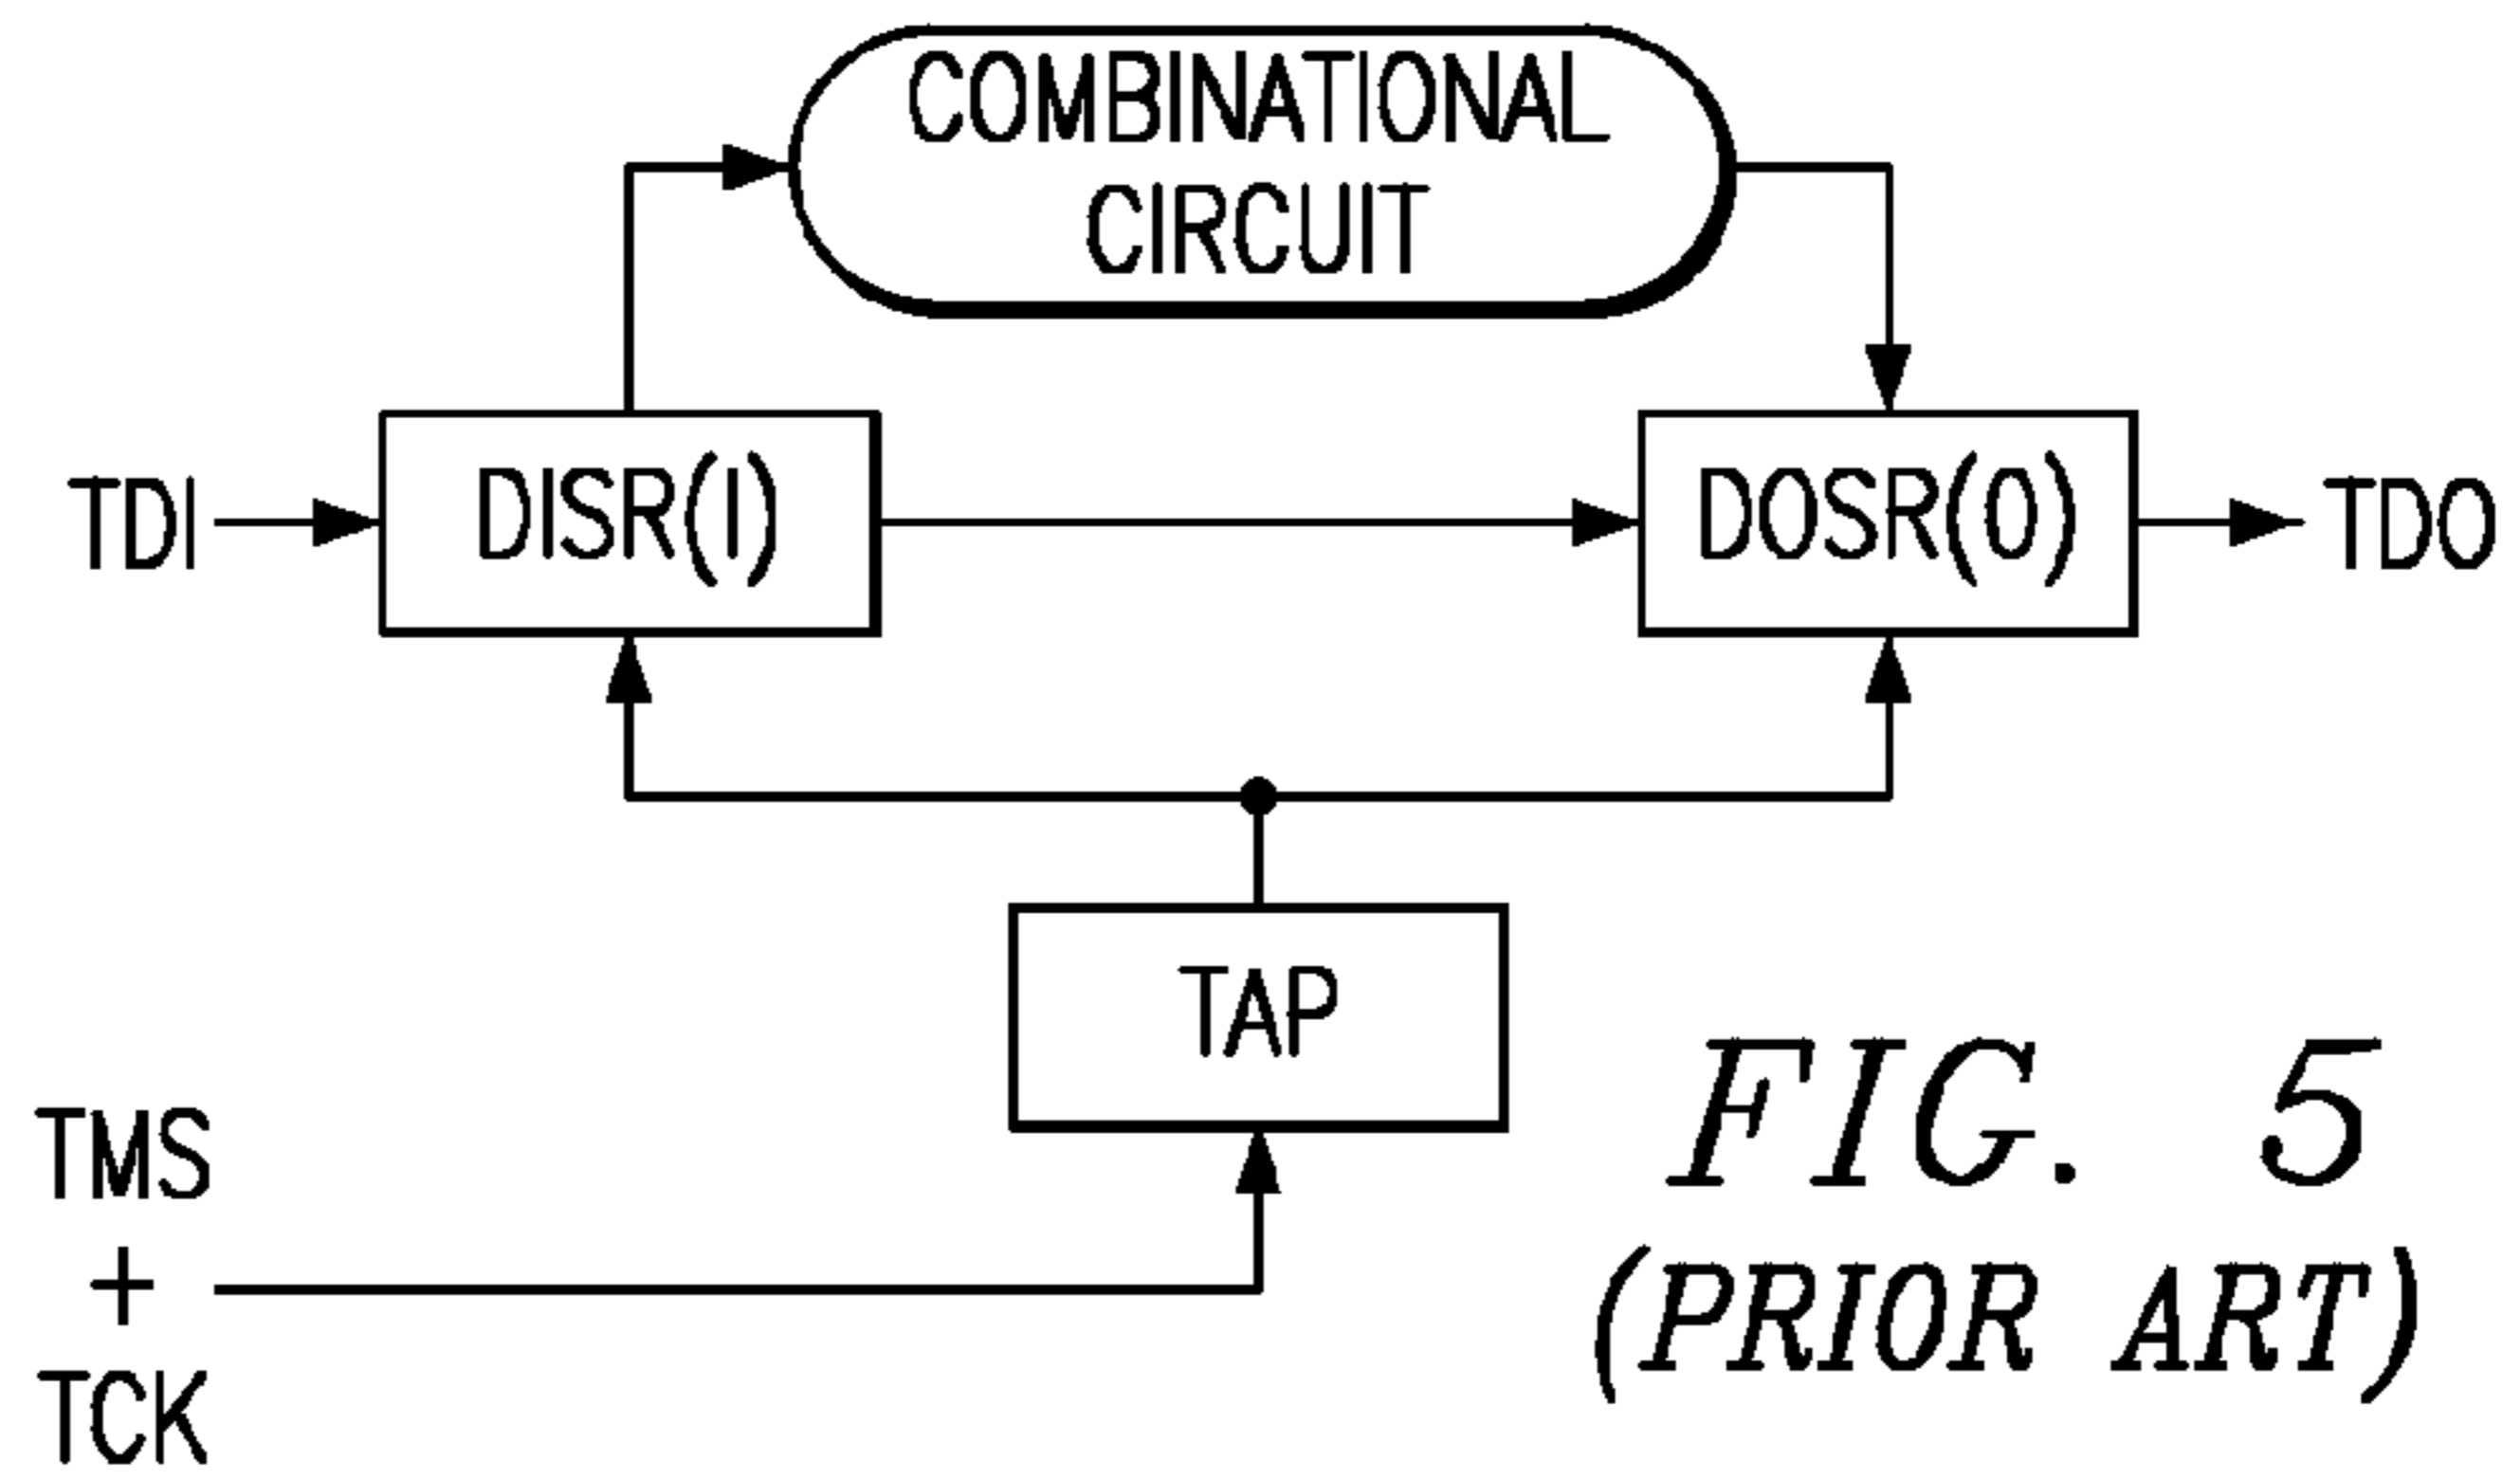 COMBINATIONAL
CIRCUIT
TDI
DISR(I)
DOSR(O)
TDO
TAP
TMS
+
TCK
FIG. 5
(PRIOR ART)